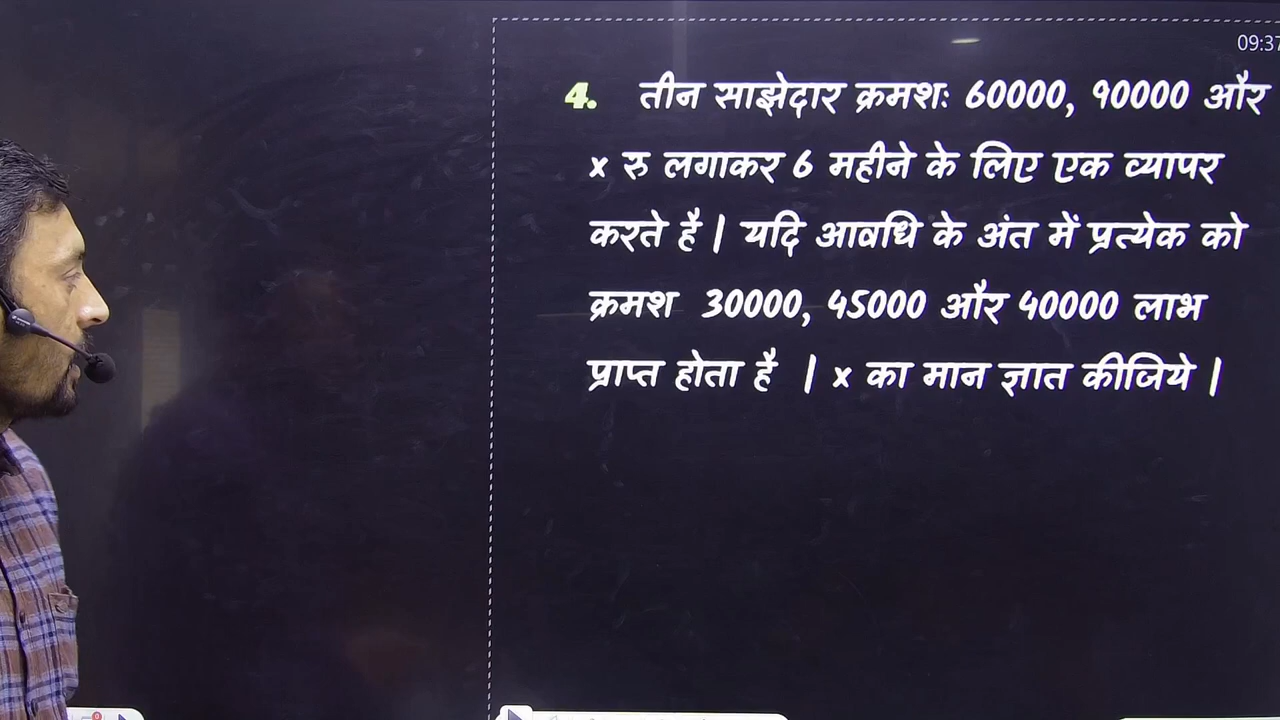 09:37
4. तीन साझेदार क्रमशः 60000, 90000 और
x रु लगाकर 6 महीने के लिए एक व्यापर
करते है | यदि आवधि के अंत में प्रत्येक को
क्रमश 30000, 45000 और 40000 लाभ
प्राप्त होता है | x का मान ज्ञात कीजिये |